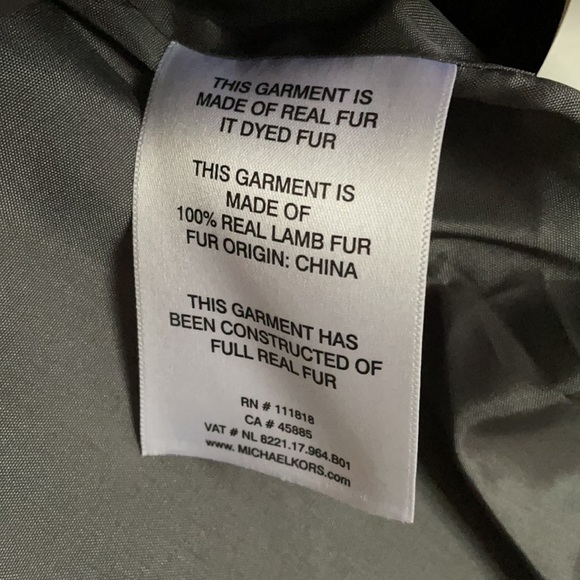 THIS GARMENT IS
MADE OF REAL FUR
IT DYED FUR
THIS GARMENT IS
MADE OF
100% REAL LAMB FUR
FUR ORIGIN: CHINA
THIS GARMENT HAS
BEEN CONSTRUCTED OF
FULL REAL FUR
RN # 111818
CA # 45885
VAT # NL 8221.17.964.B01
www. MICHAELKORS.com